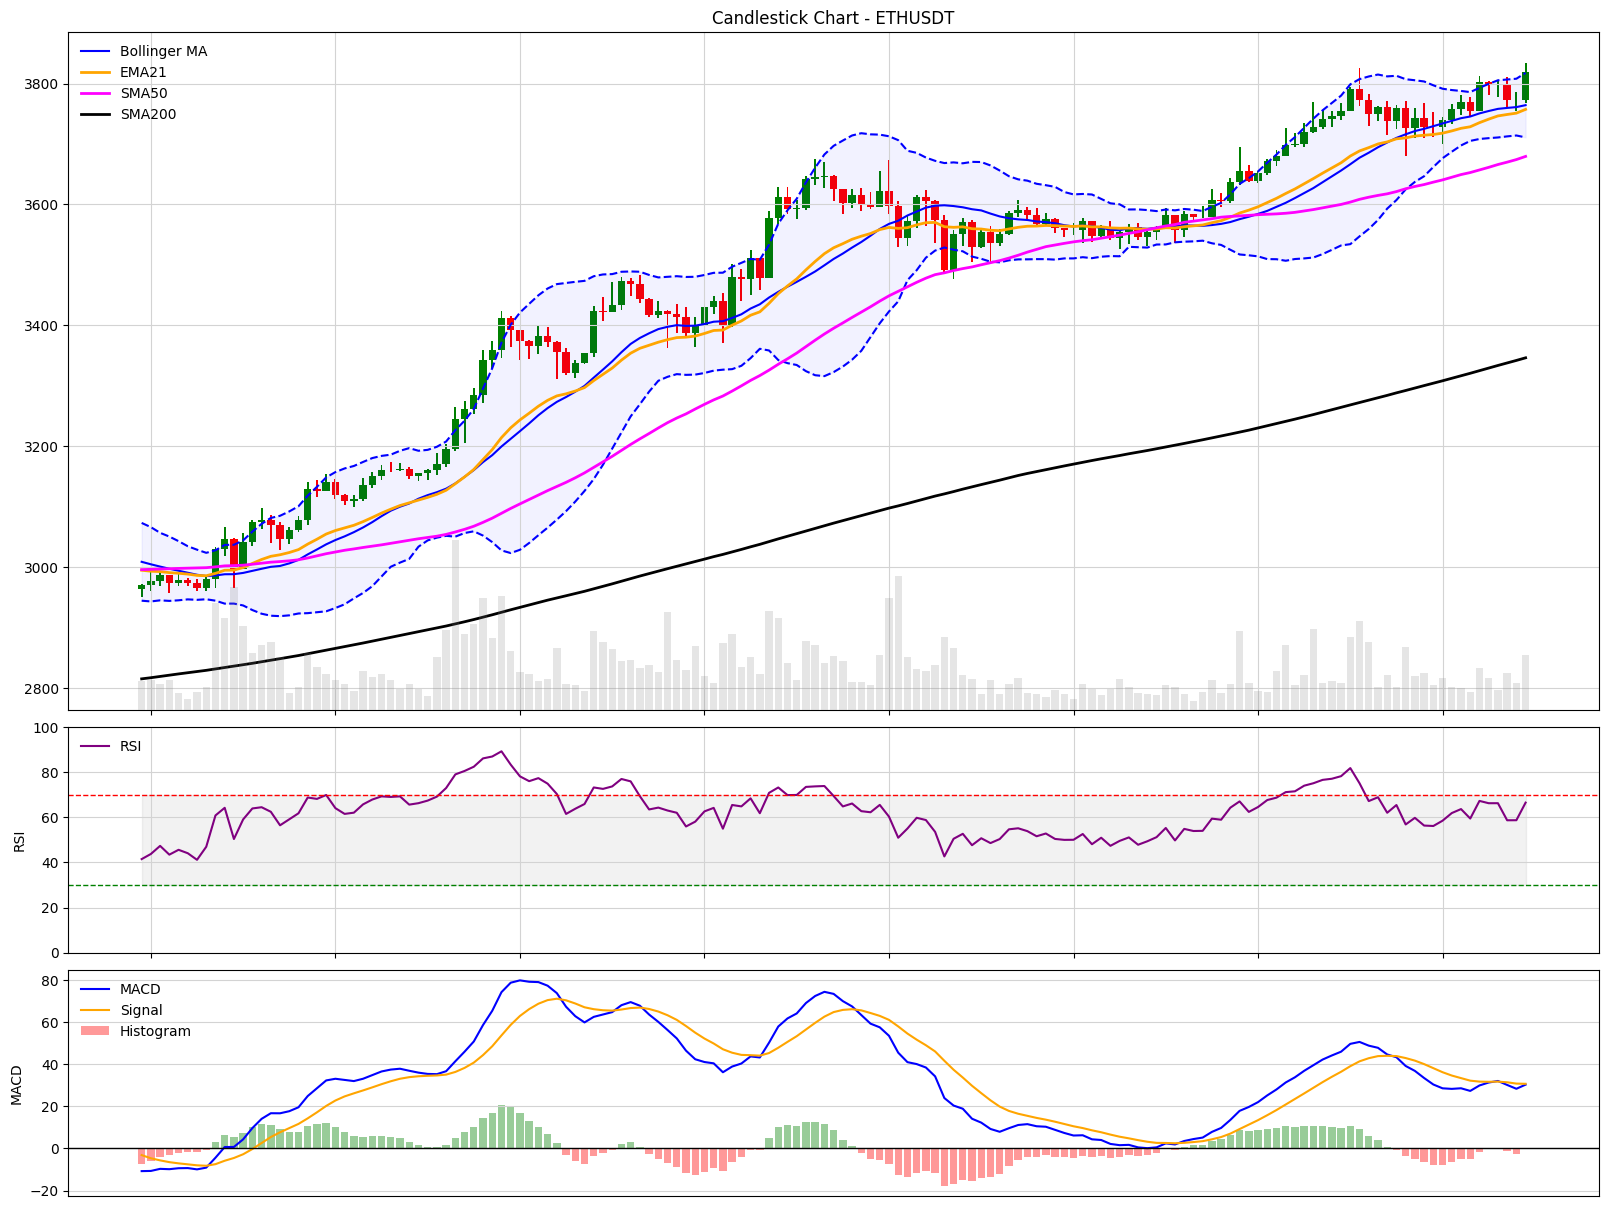 Candlestick Chart - ETHUSDT
Bollinger MA
EMA21
SMA50
SMA200
3800
3600
3400
3200
3000
2800
RSI
100
80
60
40
20
0
RSI
MACD
Signal
Histogram
80
60
40
20
0
−20
MACD